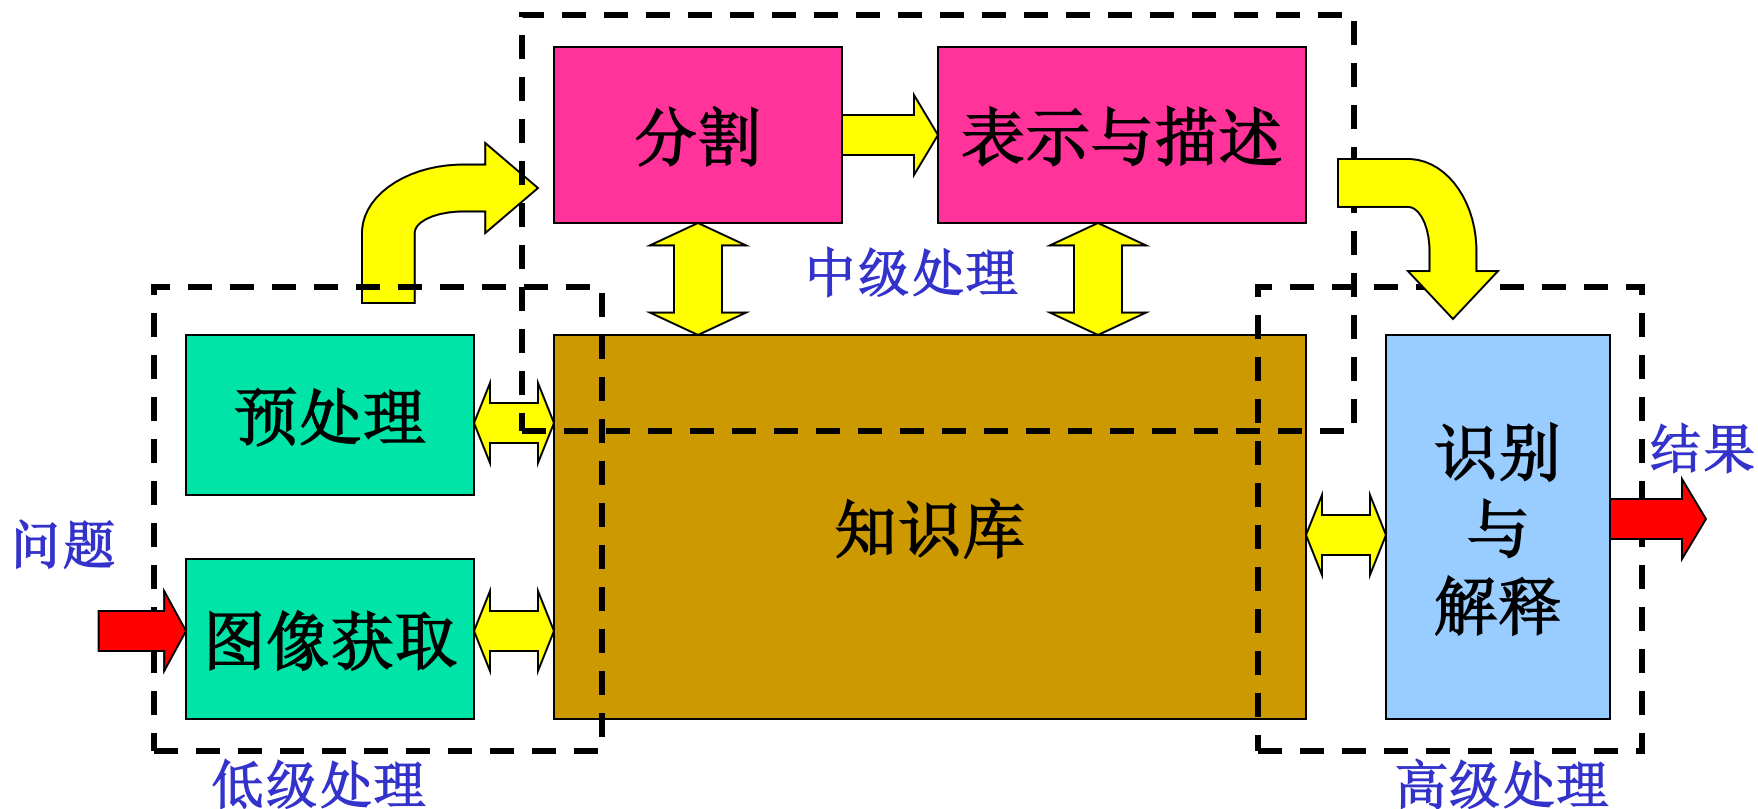 分割
表示与描述
中级处理
预处理
识别
与
解释
结果
知识库
问题
图像获取
低级处理
高级处理